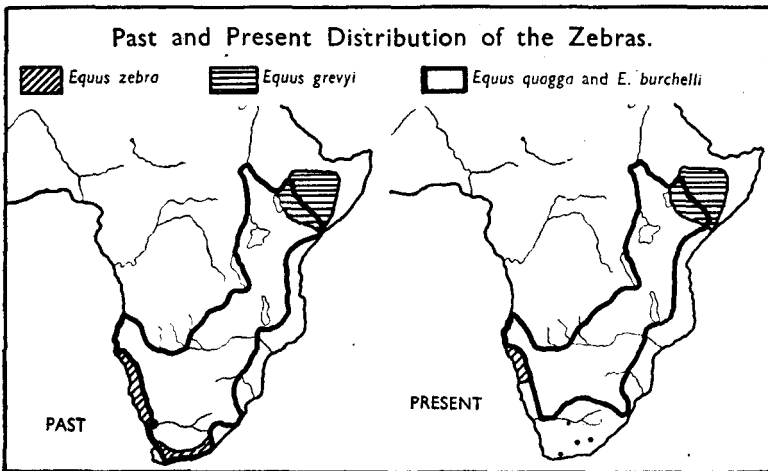 Past and Present Distribution of the Zebras.
Equus zebra Equus grevyi Equus quagga and E. burchelli
PAST PRESENT